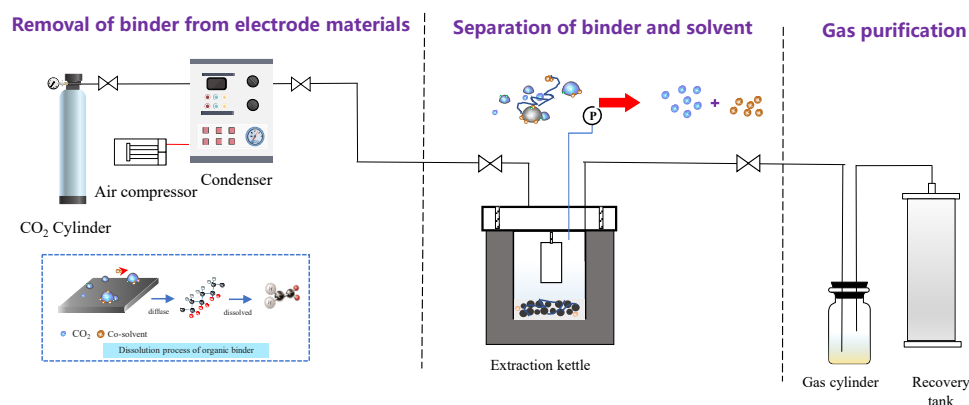 Removal of binder from electrode materials
Separation of binder and solvent
Gas purification
P
+
Air compressor
Condenser
CO₂ Cylinder
diffuse
dissolved
CO₂
Co-solvent
Dissolution process of organic binder
Extraction kettle
Gas cylinder
Recovery
tank